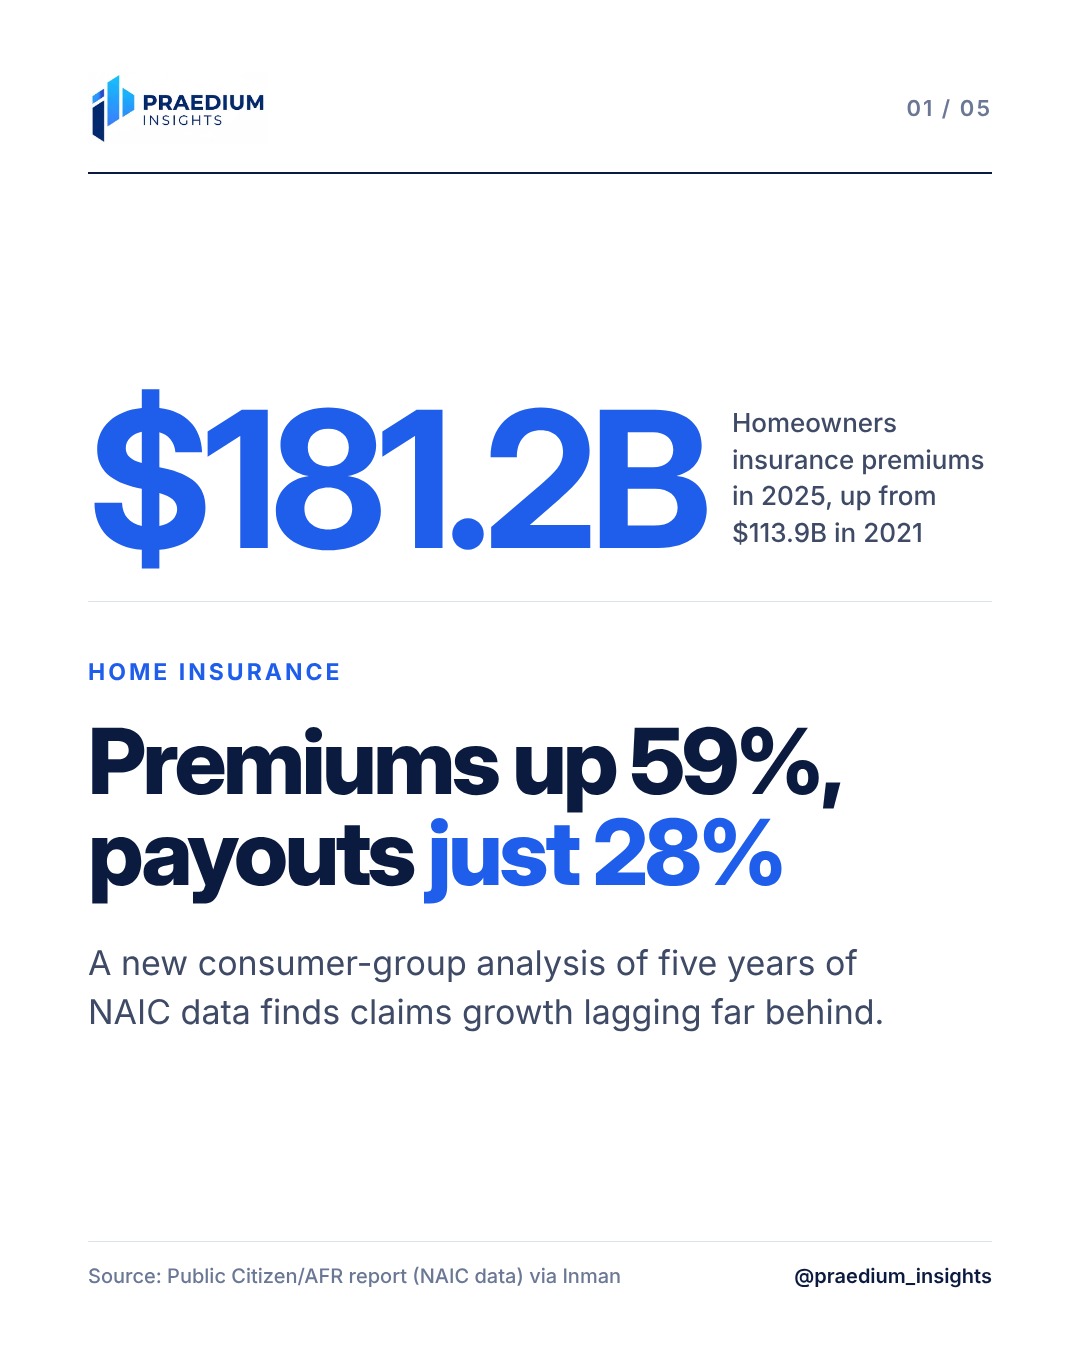 PRAEDIUM
INSIGHTS
01 / 05
$181.2B
Homeowners
insurance premiums
in 2025, up from
$113.9B in 2021
HOME INSURANCE
Premiums up 59%,
payouts just 28%
A new consumer-group analysis of five years of
NAIC data finds claims growth lagging far behind.
Source: Public Citizen/AFR report (NAIC data) via Inman
@praedium_insights